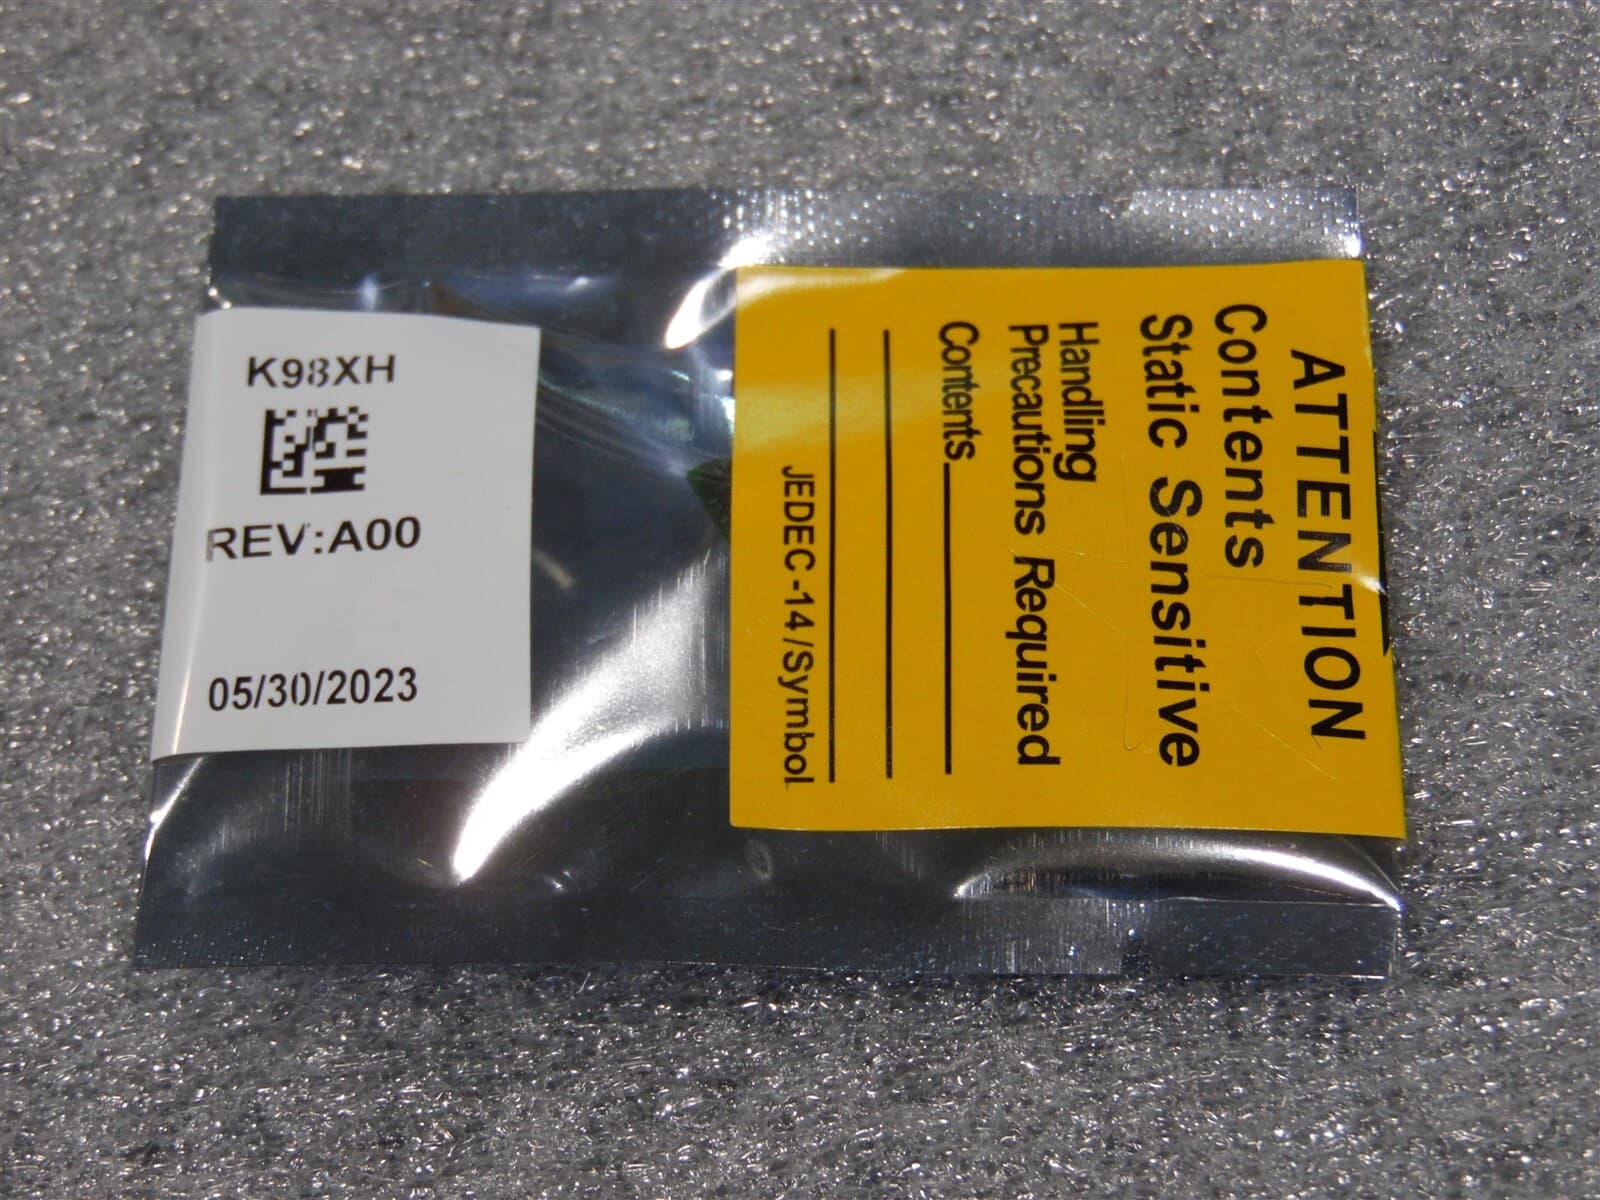 K98XH
REV:A00
05/30/2023
ATTENTION
Contents
Static Sensitive
Handling
Precautions Required
Contents
JEDEC-14/Symbol